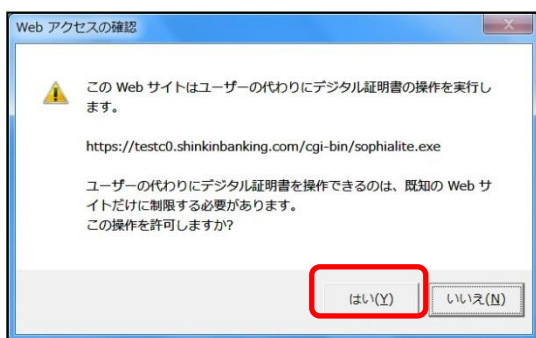 Web アクセスの確認
この Web サイトはユーザーの代わりにデジタル証明書の操作を実行し
ます。
https://testc0.shinkinbanking.com/cgi-bin/sophialite.exe
ユーザーの代わりにデジタル証明書を操作できるのは、既知の Web サ
イトだけに制限する必要があります。
この操作を許可しますか?
はい(Y) いいえ(N)